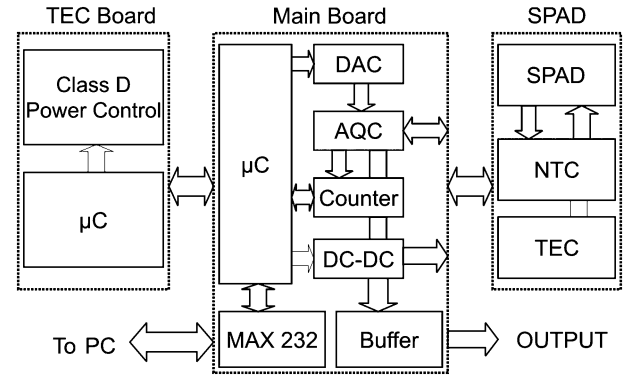 TEC Board
Main Board
SPAD
Class D
Power Control
µC
µC
DAC
AQC
Counter
DC-DC
MAX 232
Buffer
SPAD
NTC
TEC
To PC
OUTPUT